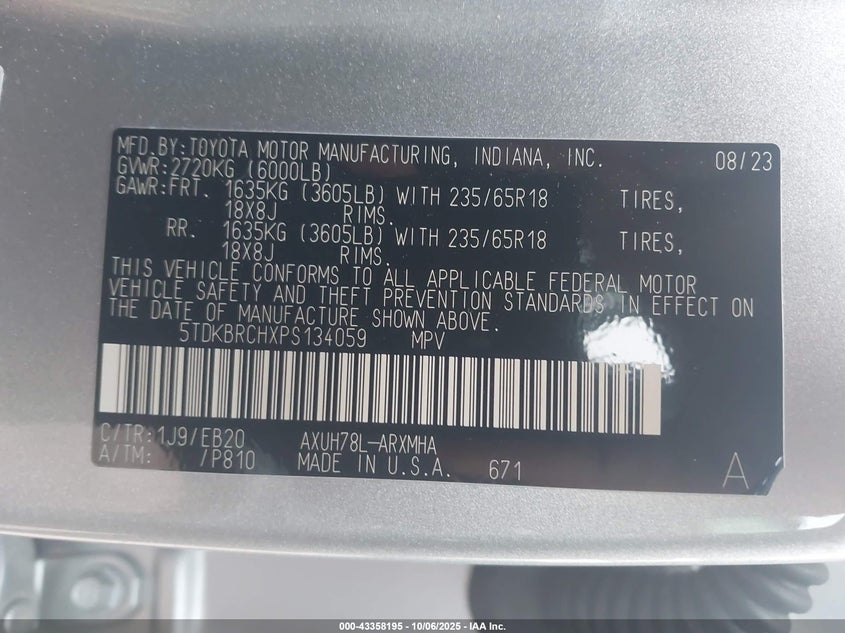 MFD.BY:TOYOTA MOTOR MANUFACTURING, INDIANA, INC. 08/23
GVWR:2720KG (6000LB)
GAWR:FRT. 1635KG (3605LB) WITH 235/65R18 TIRES,
18X8J RIMS.
RR. 1635KG (3605LB) WITH 235/65R18 TIRES,
18X8J RIMS.
THIS VEHICLE CONFORMS TO ALL APPLICABLE FEDERAL MOTOR
VEHICLE SAFETY AND THEFT PREVENTION STANDARDS IN EFFECT ON
THE DATE OF MANUFACTURE SHOWN ABOVE.
5TDKBRCHXPS134059 MPV
C/TR:1J9/EB20 AXUH78L-ARXMHA
A/TM: /P810 MADE IN U.S.A. 671 A
000-43358195 - 10/06/2025 - IAA Inc.